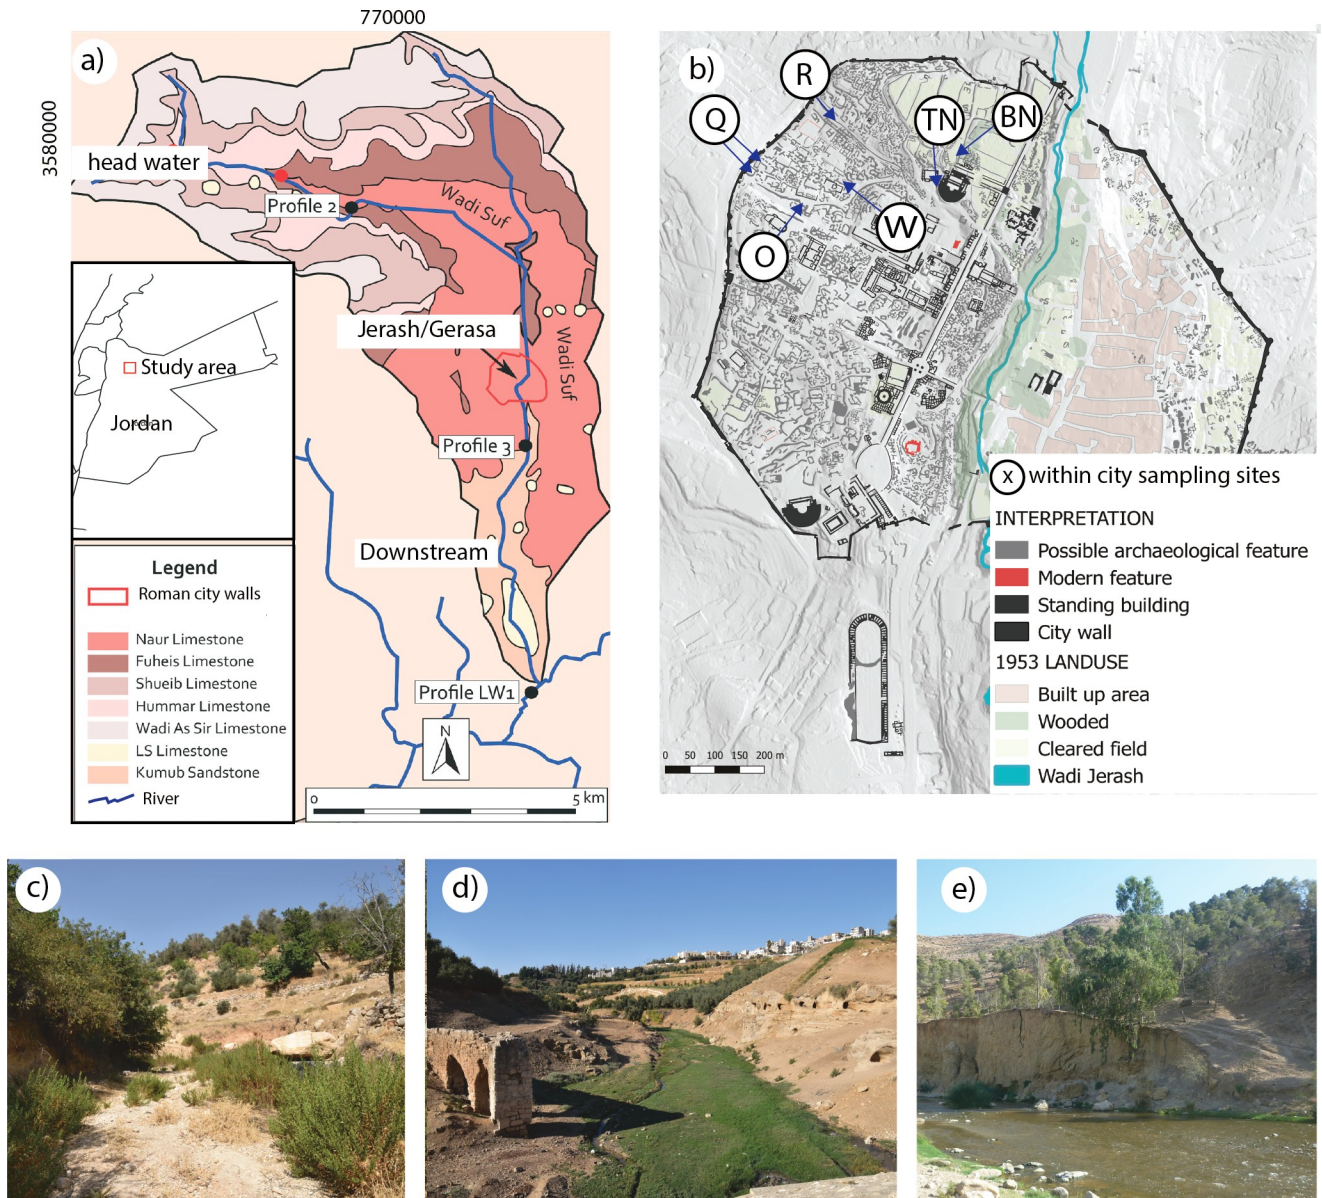 770000
3580000
a)
head water
Profile 2
Wadi Suf
Jerash/Gerasa
Wadi Suf
Study area
Jordan
Profile 3
Downstream
Profile LW1
N
0
5 km
Legend
Roman city walls
Naur Limestone
Fuheis Limestone
Shueib Limestone
Hummar Limestone
Wadi As Sir Limestone
LS Limestone
Kumub Sandstone
River
b)
R
Q
TN
BN
W
O
x within city sampling sites
INTERPRETATION
Possible archaeological feature
Modern feature
Standing building
City wall
1953 LANDUSE
Built up area
Wooded
Cleared field
Wadi Jerash
0 50 100 150 200 m
c)
d)
e)